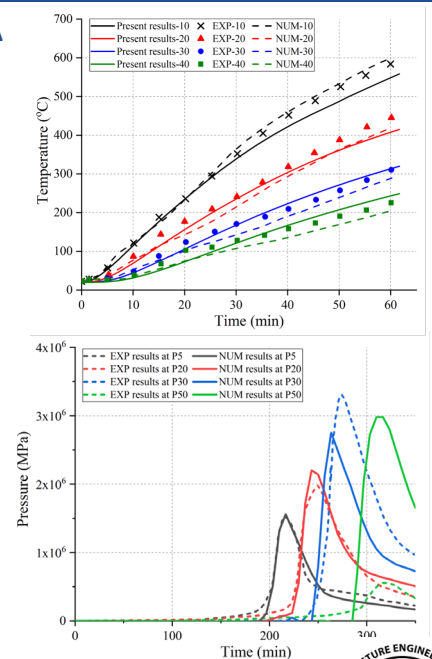 700
Present results-10 EXP-10 NUM-10
Present results-20 EXP-20 NUM-20
Present results-30 EXP-30 NUM-30
Present results-40 EXP-40 NUM-40
600
500
400
300
200
100
0
Temperature (°C)
0 10 20 30 40 50 60
Time (min)
4x10⁶
EXP results at P5 NUM results at P5
EXP results at P20 NUM results at P20
EXP results at P30 NUM results at P30
EXP results at P50 NUM results at P50
3x10⁶
2x10⁶
1x10⁶
0
Pressure (MPa)
0 100 200 300
Time (min)